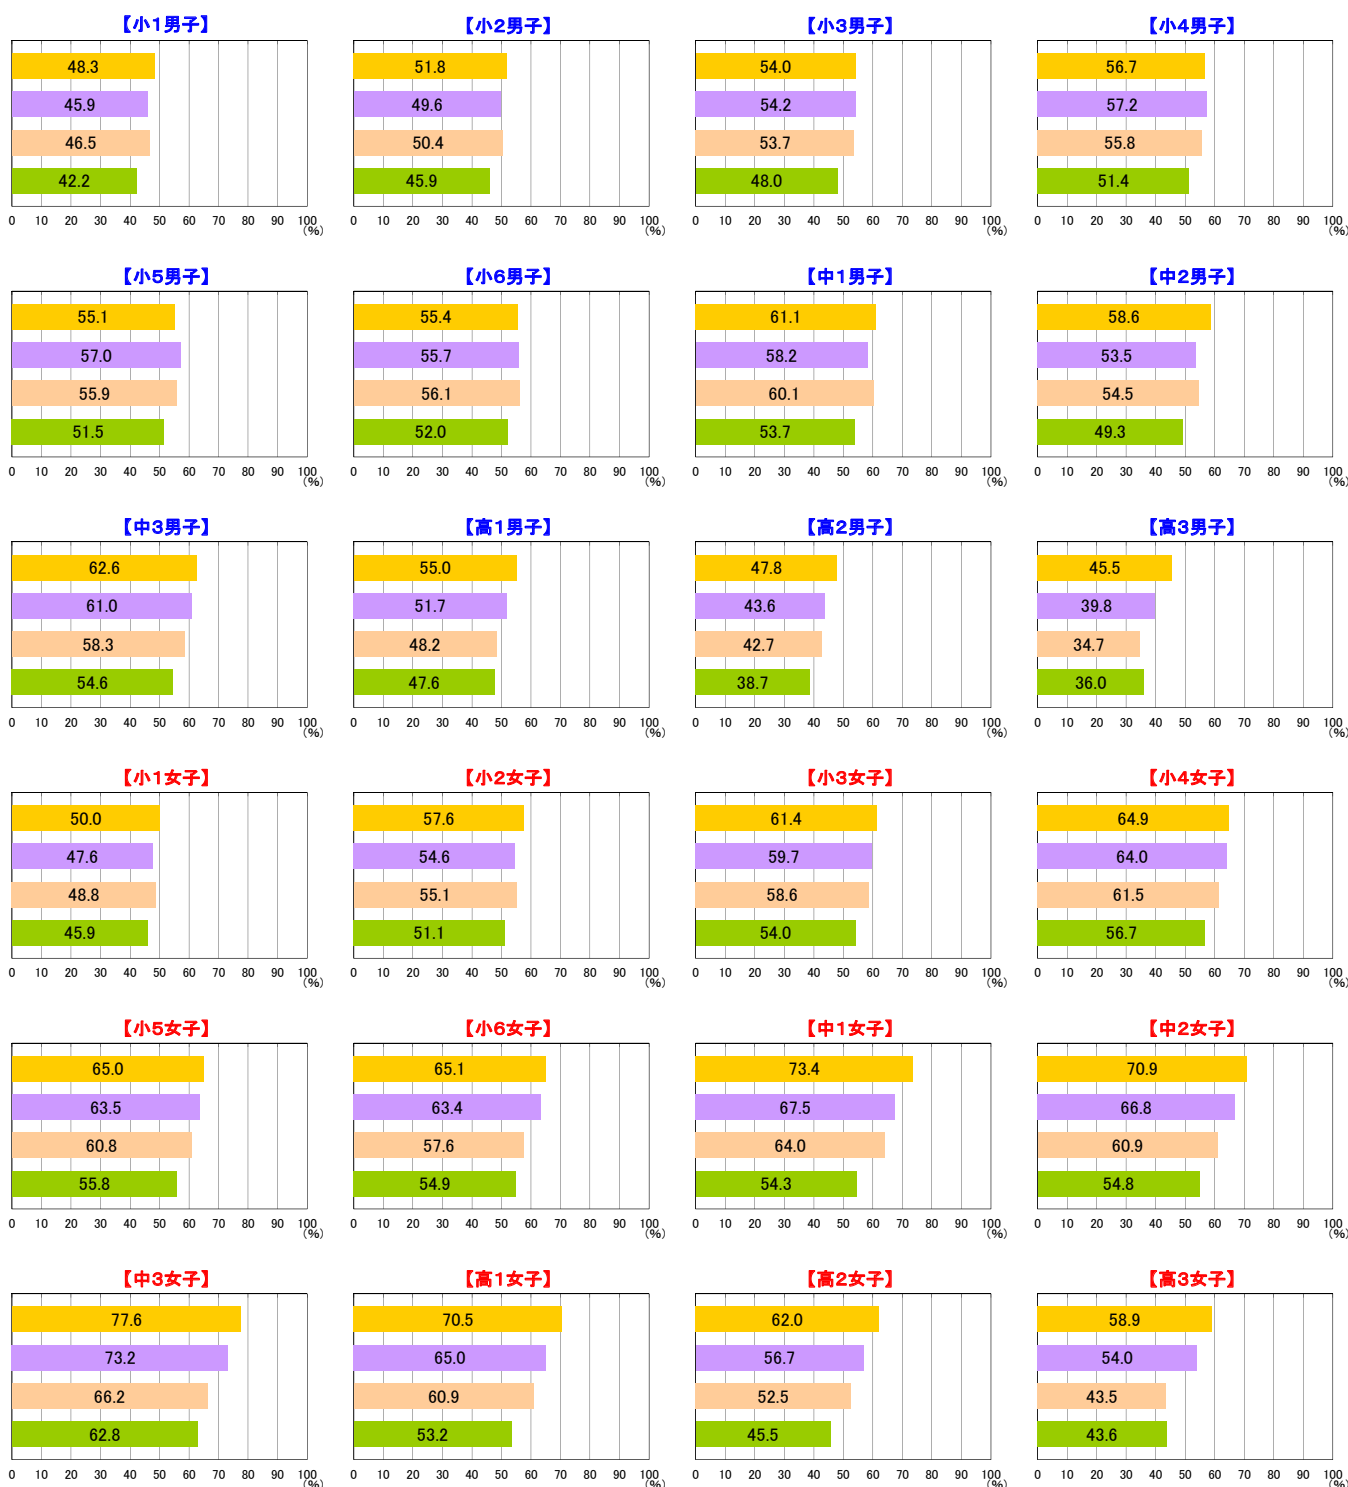 【小1男子】 【小2男子】 【小3男子】 【小4男子】
48.3 51.8 54.0 56.7
45.9 49.6 54.2 57.2
46.5 50.4 53.7 55.8
42.2 45.9 48.0 51.4
0 10 20 30 40 50 60 70 80 90 100 0 10 20 30 40 50 60 70 80 90 100 0 10 20 30 40 50 60 70 80 90 100 0 10 20 30 40 50 60 70 80 90 100
(%) (%) (%) (%)
【小5男子】 【小6男子】 【中1男子】 【中2男子】
55.1 55.4 61.1 58.6
57.0 55.7 58.2 53.5
55.9 56.1 60.1 54.5
51.5 52.0 53.7 49.3
0 10 20 30 40 50 60 70 80 90 100 0 10 20 30 40 50 60 70 80 90 100 0 10 20 30 40 50 60 70 80 90 100 0 10 20 30 40 50 60 70 80 90 100
(%) (%) (%) (%)
【中3男子】 【高1男子】 【高2男子】 【高3男子】
62.6 55.0 47.8 45.5
61.0 51.7 43.6 39.8
58.3 48.2 42.7 34.7
54.6 47.6 38.7 36.0
0 10 20 30 40 50 60 70 80 90 100 0 10 20 30 40 50 60 70 80 90 100 0 10 20 30 40 50 60 70 80 90 100 0 10 20 30 40 50 60 70 80 90 100
(%) (%) (%) (%)
【小1女子】 【小2女子】 【小3女子】 【小4女子】
50.0 57.6 61.4 64.9
47.6 54.6 59.7 64.0
48.8 55.1 58.6 61.5
45.9 51.1 54.0 56.7
0 10 20 30 40 50 60 70 80 90 100 0 10 20 30 40 50 60 70 80 90 100 0 10 20 30 40 50 60 70 80 90 100 0 10 20 30 40 50 60 70 80 90 100
(%) (%) (%) (%)
【小5女子】 【小6女子】 【中1女子】 【中2女子】
65.0 65.1 73.4 70.9
63.5 63.4 67.5 66.8
60.8 57.6 64.0 60.9
55.8 54.9 54.3 54.8
0 10 20 30 40 50 60 70 80 90 100 0 10 20 30 40 50 60 70 80 90 100 0 10 20 30 40 50 60 70 80 90 100 0 10 20 30 40 50 60 70 80 90 100
(%) (%) (%) (%)
【中3女子】 【高1女子】 【高2女子】 【高3女子】
77.6 70.5 62.0 58.9
73.2 65.0 56.7 54.0
66.2 60.9 52.5 43.5
62.8 53.2 45.5 43.6
0 10 20 30 40 50 60 70 80 90 100 0 10 20 30 40 50 60 70 80 90 100 0 10 20 30 40 50 60 70 80 90 100 0 10 20 30 40 50 60 70 80 90 100
(%) (%) (%) (%)